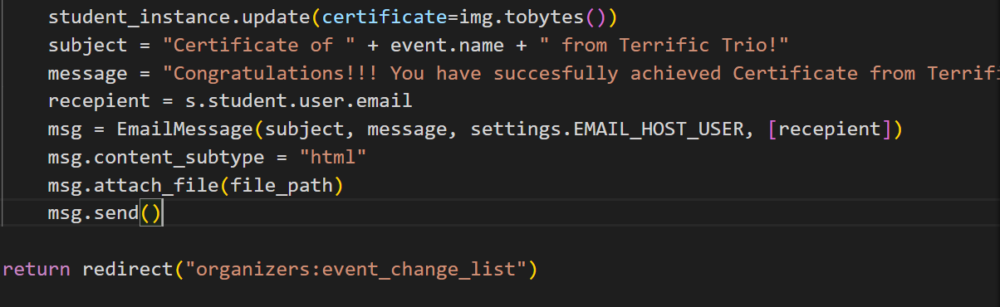 student_instance.update(certificate=img.tobytes())
subject = "Certificate of " + event.name + " from Terrific Trio!"
message = "Congratulations!!! You have succesfully achieved Certificate from Terrifi
recepient = s.student.user.email
msg = EmailMessage(subject, message, settings.EMAIL_HOST_USER, [recepient])
msg.content_subtype = "html"
msg.attach_file(file_path)
msg.send()
return redirect("organizers:event_change_list")